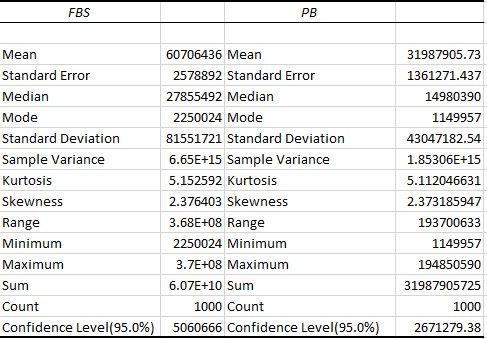 FBS PB
Mean 60706436 Mean 31987905.73
Standard Error 2578892 Standard Error 1361271.437
Median 27855492 Median 14980390
Mode 2250024 Mode 1149957
Standard Deviation 81551721 Standard Deviation 43047182.54
Sample Variance 6.65E+15 Sample Variance 1.85306E+15
Kurtosis 5.152592 Kurtosis 5.112046631
Skewness 2.376403 Skewness 2.373185947
Range 3.68E+08 Range 193700633
Minimum 2250024 Minimum 1149957
Maximum 3.7E+08 Maximum 194850590
Sum 6.07E+10 Sum 31987905725
Count 1000 Count 1000
Confidence Level(95.0%) 5060666 Confidence Level(95.0%) 2671279.38